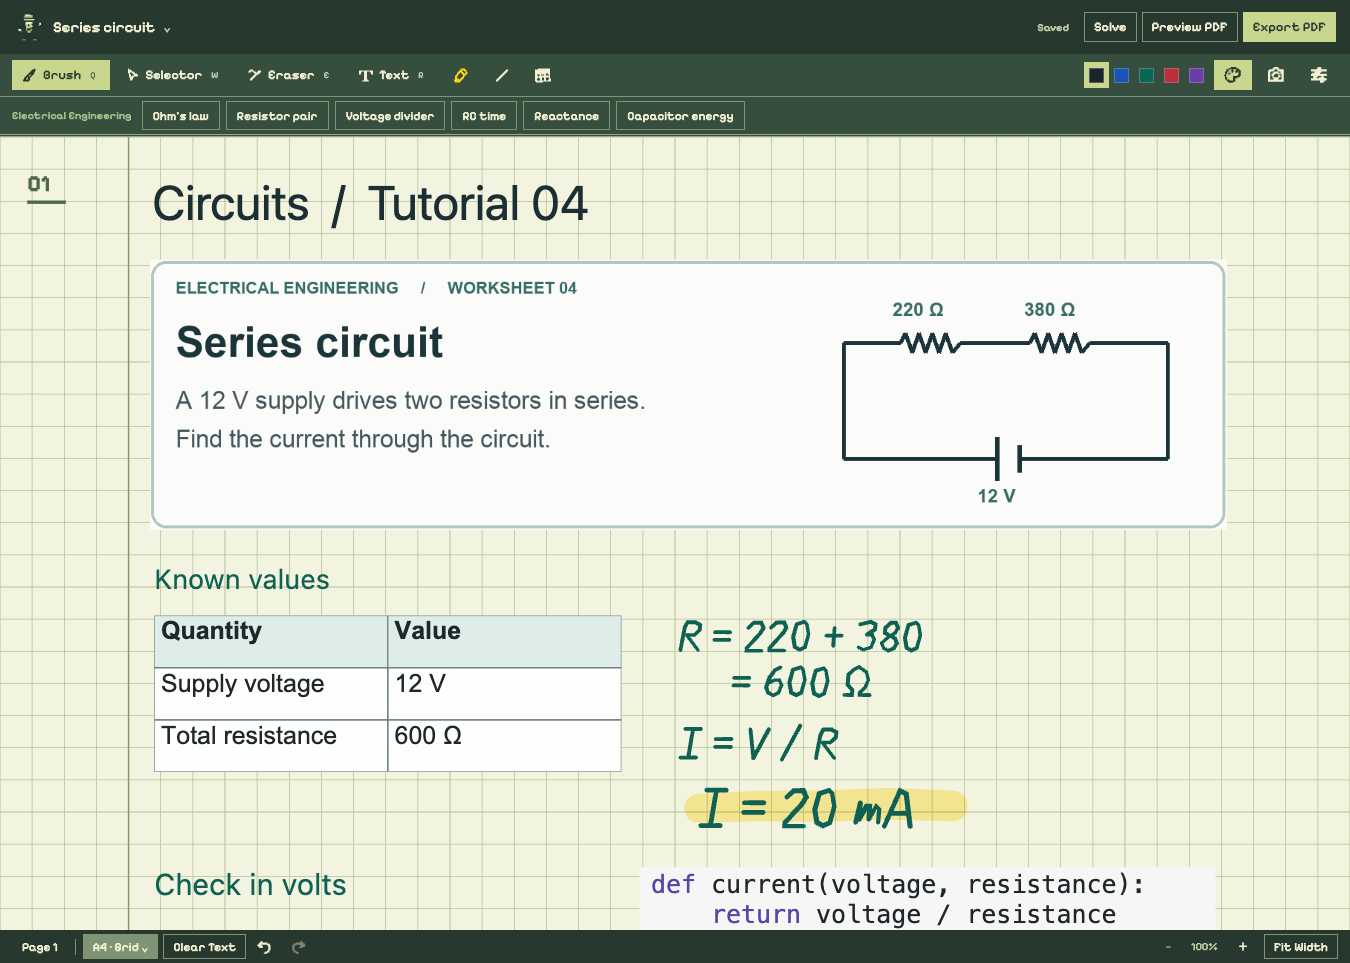 Series circuit
Saved
Solve
Preview PDF
Export PDF
Brush Q
Selector W
Eraser E
Text R
Electrical Engineering
Ohm's law
Resistor pair
Voltage divider
RC time
Reactance
Capacitor energy
01
Circuits / Tutorial 04
ELECTRICAL ENGINEERING / WORKSHEET 04
Series circuit
A 12 V supply drives two resistors in series.
Find the current through the circuit.
220 Ω
380 Ω
12 V
Known values
Quantity Value
Supply voltage 12 V
Total resistance 600 Ω
R = 220 + 380
= 600 Ω
I = V / R
I = 20 mA
Check in volts
def current(voltage, resistance):
return voltage / resistance
Page 1
A4 · Grid
Clear Text
- 100% +
Fit Width